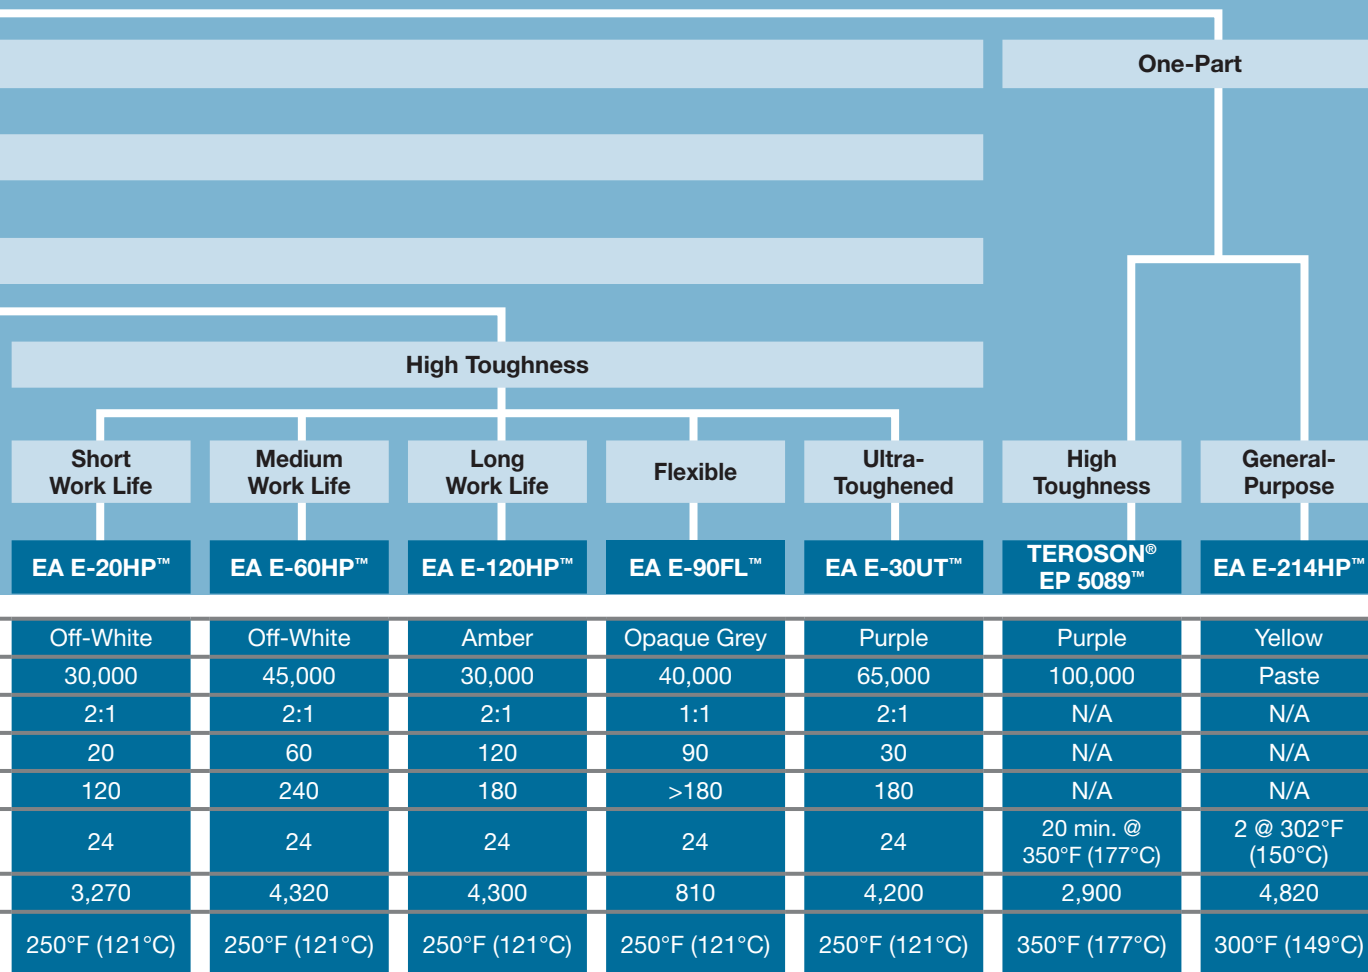 One-Part
High Toughness
Short
Work Life
Medium
Work Life
Long
Work Life
Flexible
Ultra-
Toughened
High
Toughness
General-
Purpose
EA E-20HP™
EA E-60HP™
EA E-120HP™
EA E-90FL™
EA E-30UT™
TEROSON®
EP 5089™
EA E-214HP™
Off-White Off-White Amber Opaque Grey Purple Purple Yellow
30,000 45,000 30,000 40,000 65,000 100,000 Paste
2:1 2:1 2:1 1:1 2:1 N/A N/A
20 60 120 90 30 N/A N/A
120 240 180 >180 180 N/A N/A
24 24 24 24 24 20 min. @
350°F (177°C)
2 @ 302°F
(150°C)
3,270 4,320 4,300 810 4,200 2,900 4,820
250°F (121°C) 250°F (121°C) 250°F (121°C) 250°F (121°C) 250°F (121°C) 350°F (177°C) 300°F (149°C)